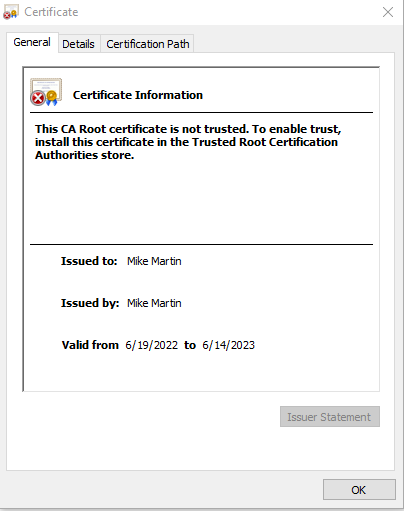 Certificate
General
Details
Certification Path
Certificate Information
This CA Root certificate is not trusted. To enable trust,
install this certificate in the Trusted Root Certification
Authorities store.
Issued to: Mike Martin
Issued by: Mike Martin
Valid from 6/19/2022 to 6/14/2023
Issuer Statement
OK